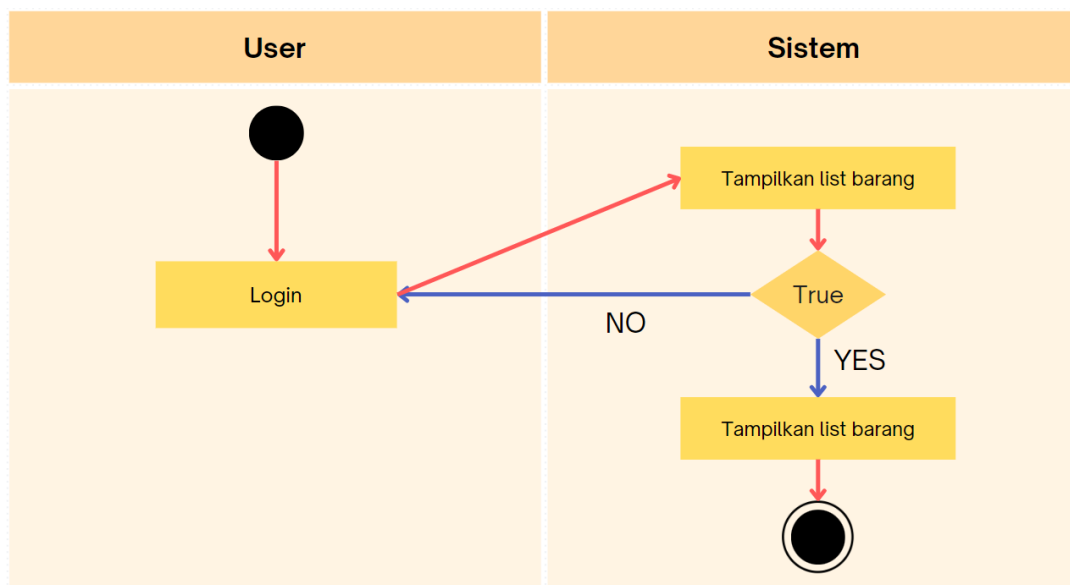 User
Sistem
Tampilkan list barang
Login
True
NO
YES
Tampilkan list barang